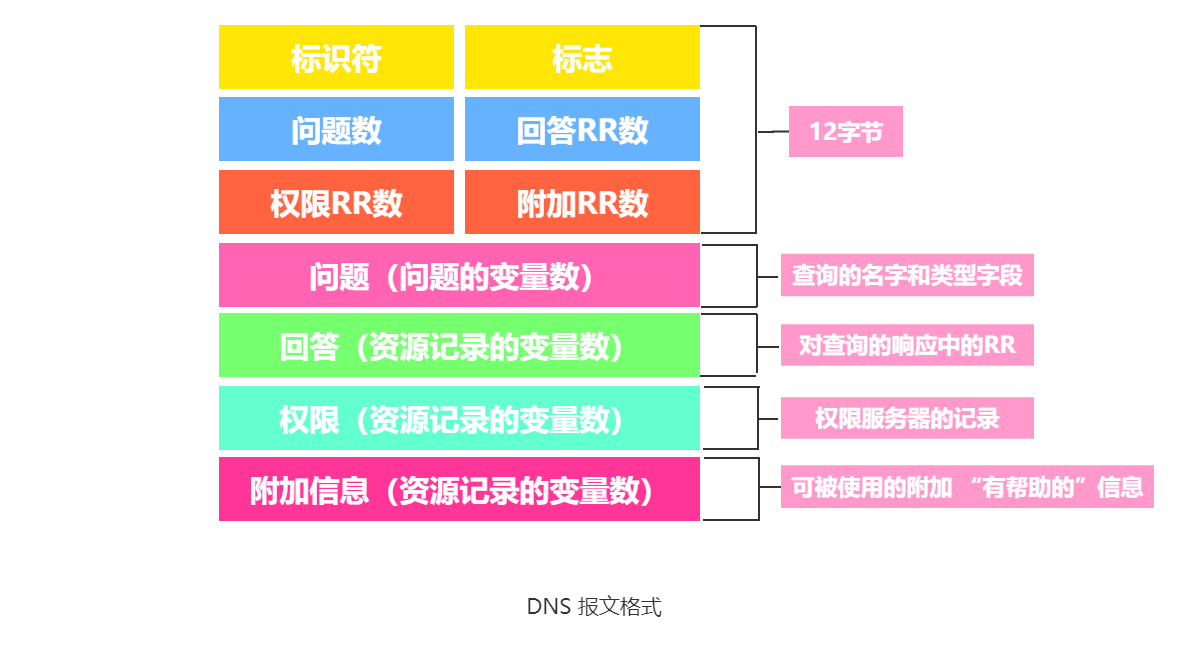 标识符
标志
问题数
回答RR数
12字节
权限RR数
附加RR数
问题（问题的变量数）
查询的名字和类型字段
回答（资源记录的变量数）
对查询的响应中的RR
权限（资源记录的变量数）
权限服务器的记录
附加信息（资源记录的变量数）
可被使用的附加 “有帮助的”信息
DNS 报文格式